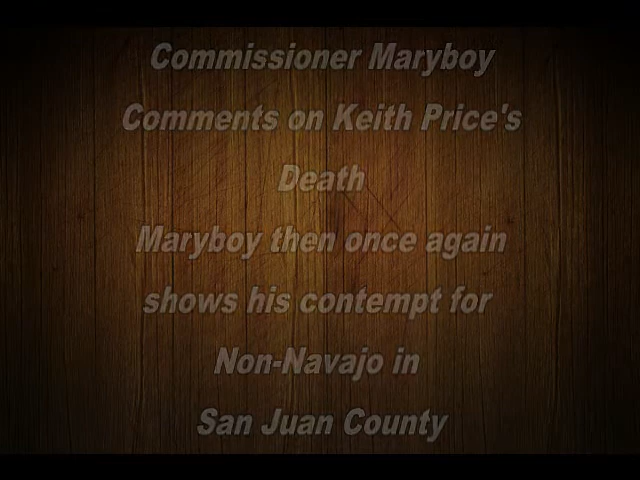 Commissioner Maryboy
Comments on Keith Price's
Death
Maryboy then once again
shows his contempt for
Non-Navajo in
San Juan County